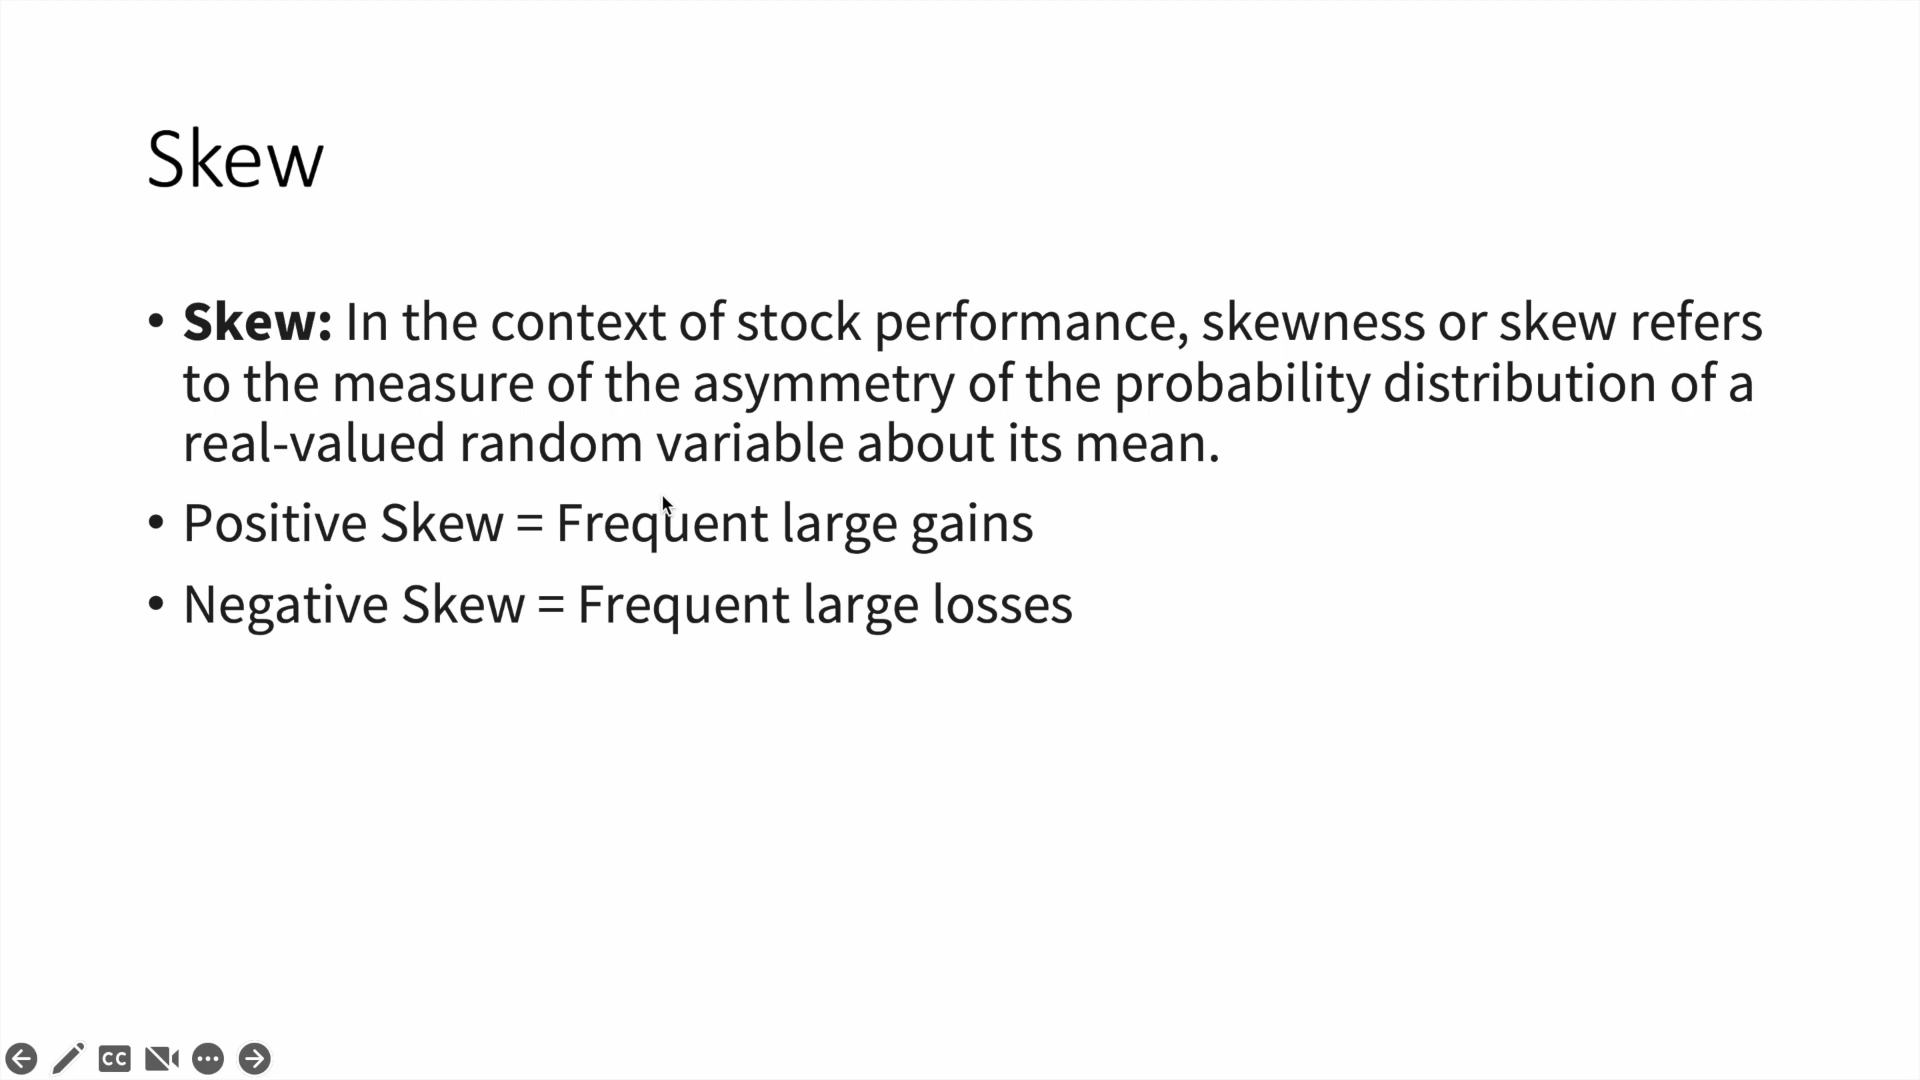 Skew
• Skew: In the context of stock performance, skewness or skew refers
to the measure of the asymmetry of the probability distribution of a
real-valued random variable about its mean.
• Positive Skew = Frequent large gains
• Negative Skew = Frequent large losses
CC